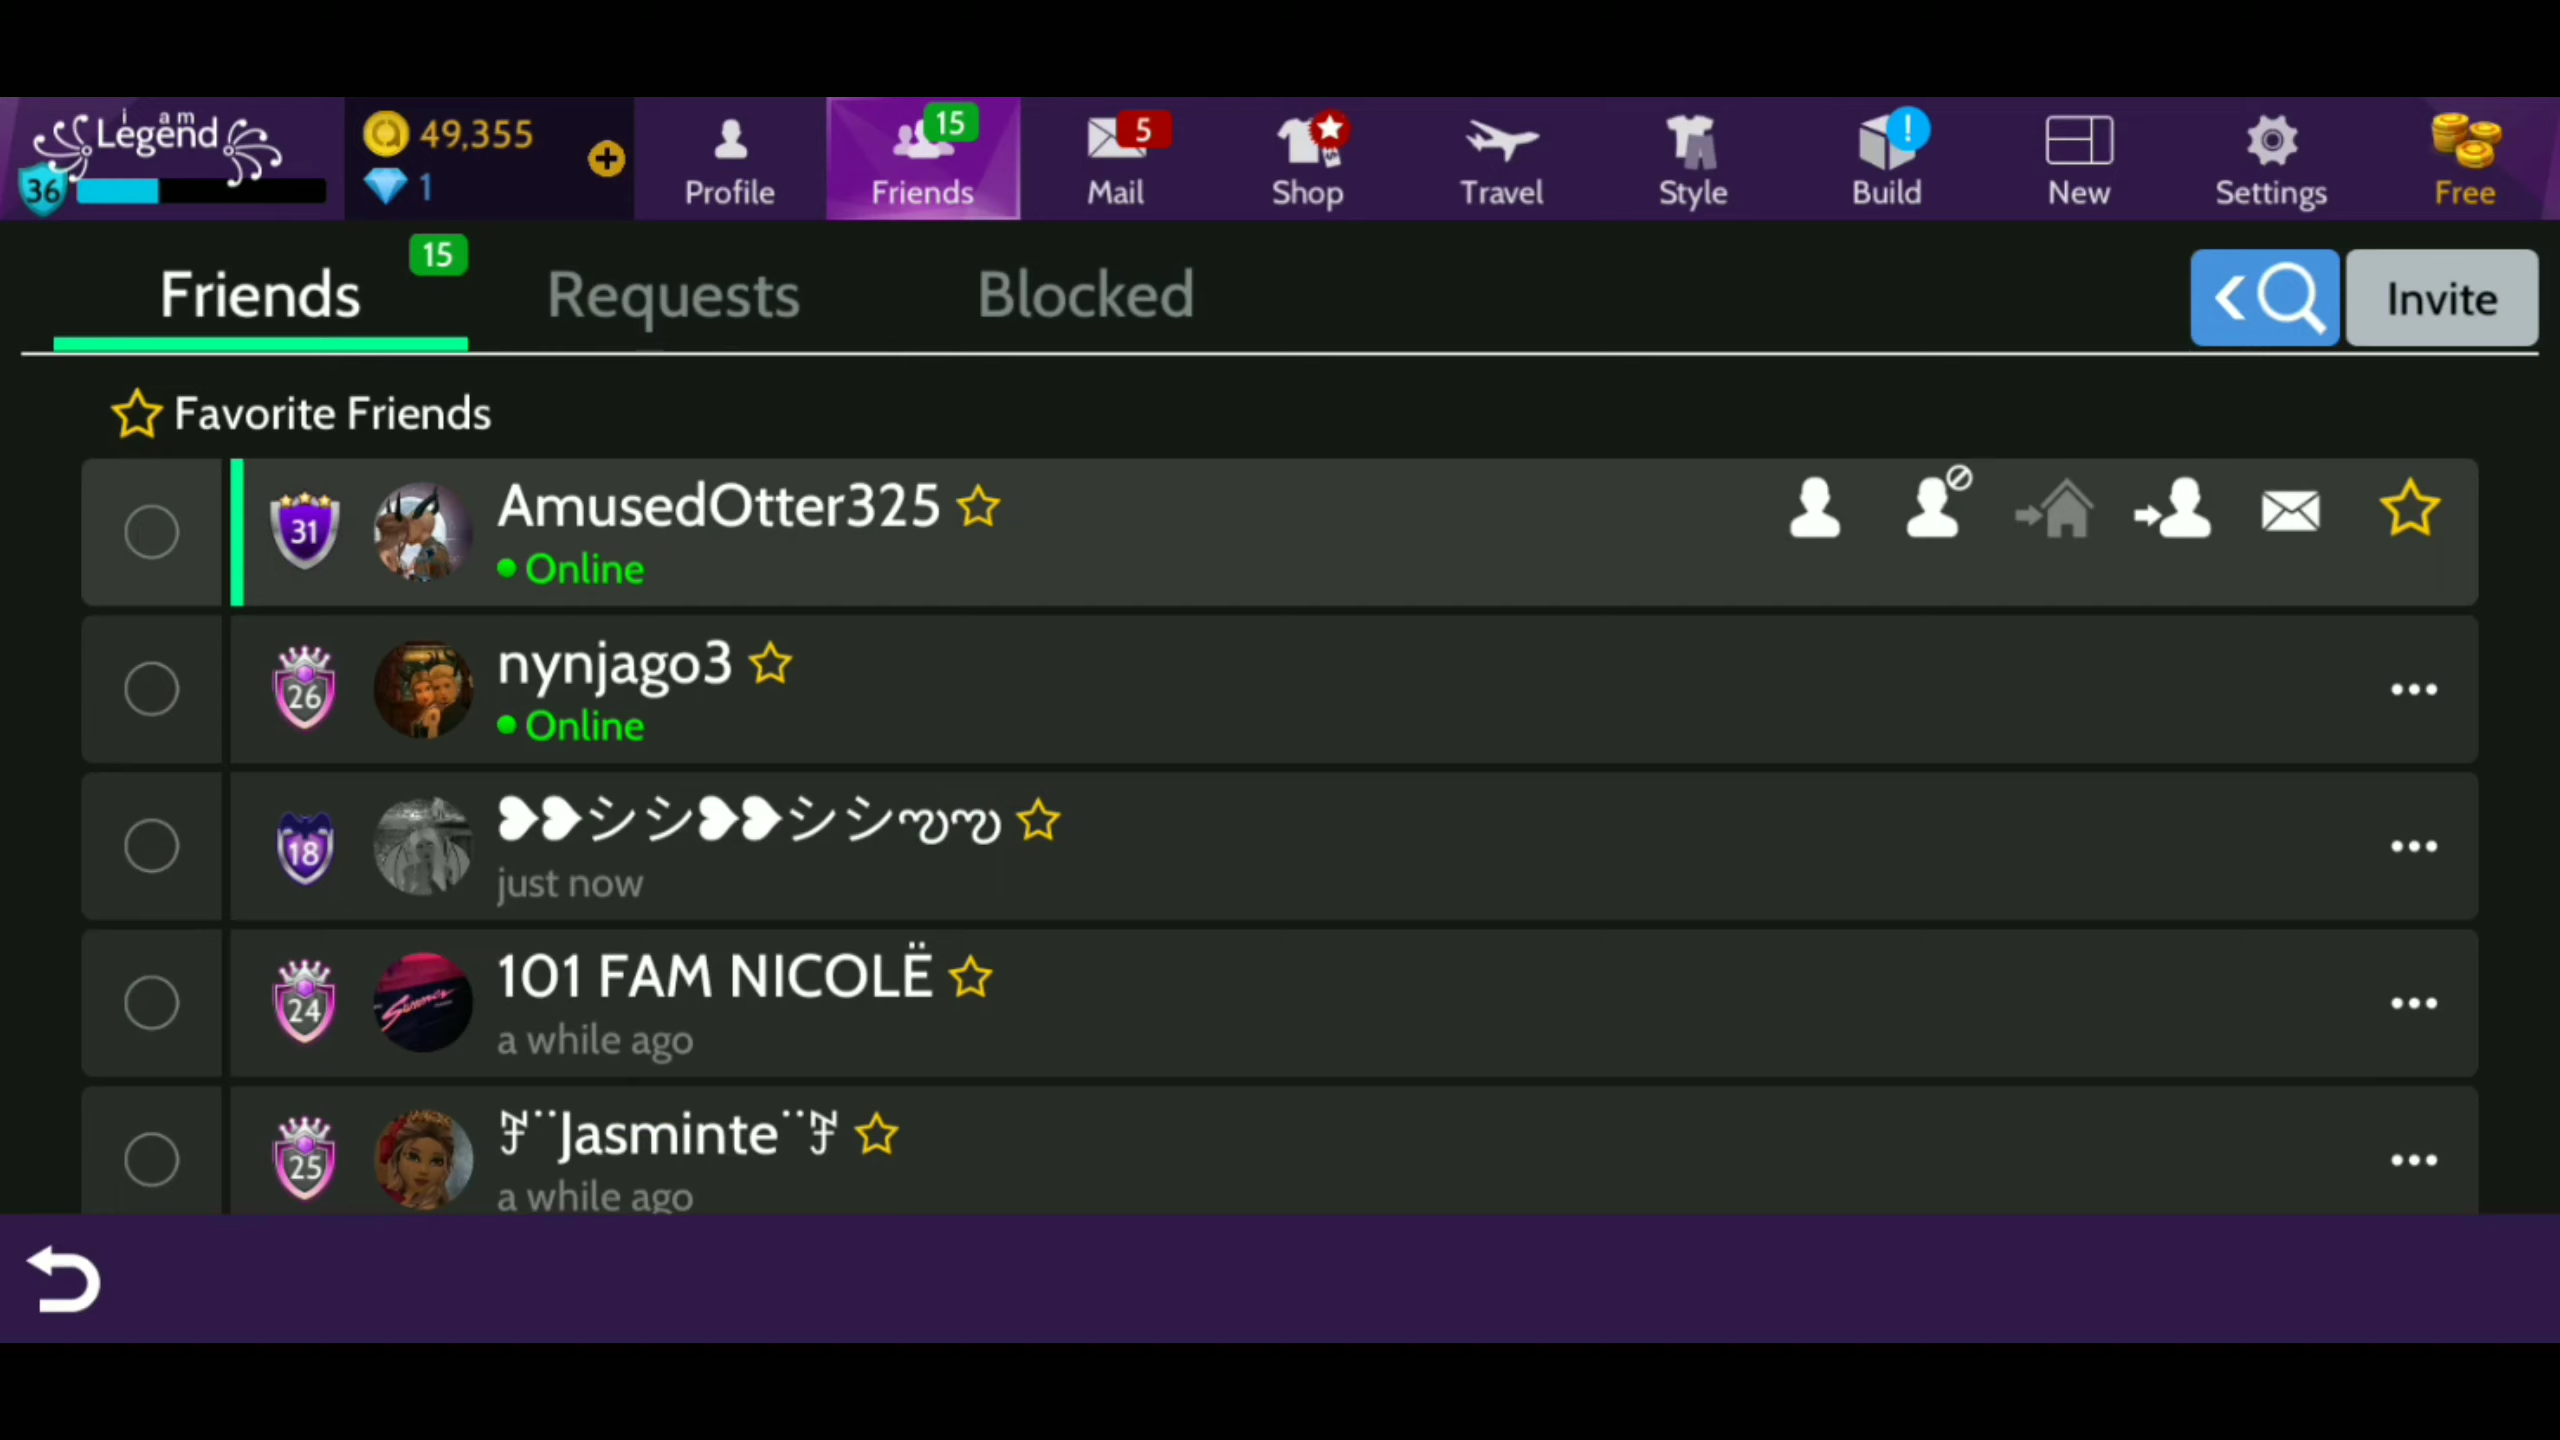 i am
Legend
36
49,355
1
Profile
15
Friends
5
Mail
Shop
Travel
Style
!
Build
New
Settings
Free
Friends
15
Requests
Blocked
Invite
Favorite Friends
31
AmusedOtter325
Online
26
nynjago3
Online
18
❥❥シシ❥❥シシ
just now
24
101 FAM NICOLË
a while ago
25
¨Jasminte¨
a while ago